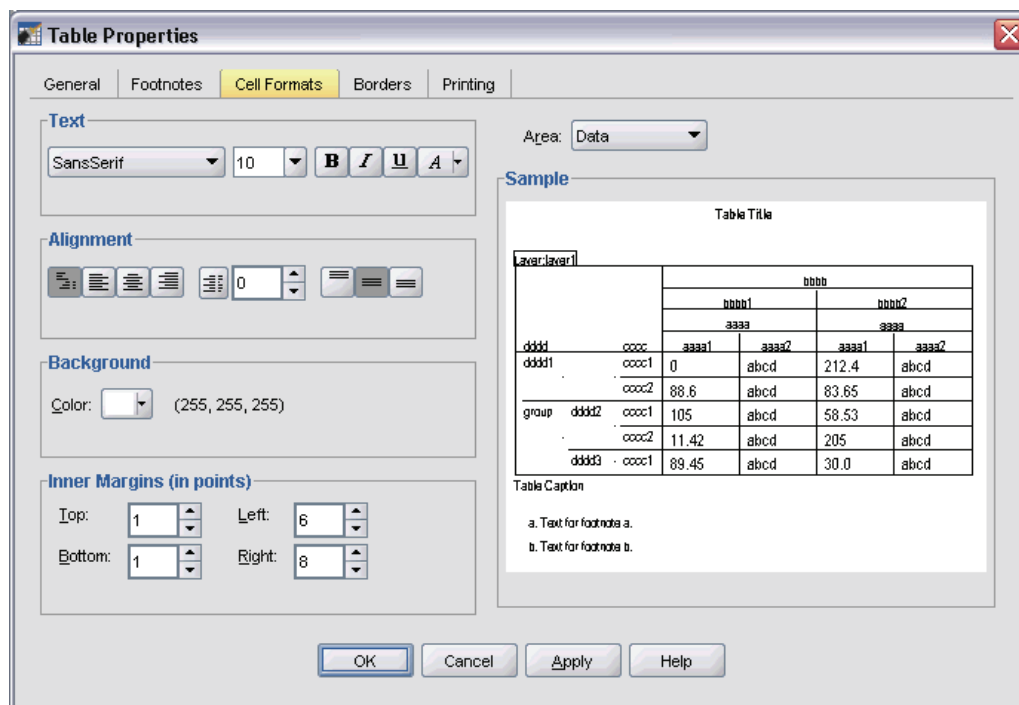 Table Properties
General Footnotes Cell Formats Borders Printing
Text
SansSerif 10 B I U A
Area: Data
Sample
Alignment
0
Background
Color: (255, 255, 255)
Inner Margins (in points)
Top: 1 Left: 6
Bottom: 1 Right: 8
Table Title
Layer:layer1
bbbb
bbbb1 bbbb2
aaaa aaaa
dddd cccc aaaa1 aaaa2 aaaa1 aaaa2
dddd1 cccc1 0 abcd 212.4 abcd
cccc2 88.6 abcd 83.65 abcd
group dddd2 cccc1 105 abcd 58.53 abcd
cccc2 11.42 abcd 205 abcd
dddd3 cccc1 89.45 abcd 30.0 abcd
Table Caption
a. Text for footnote a.
b. Text for footnote b.
OK Cancel Apply Help